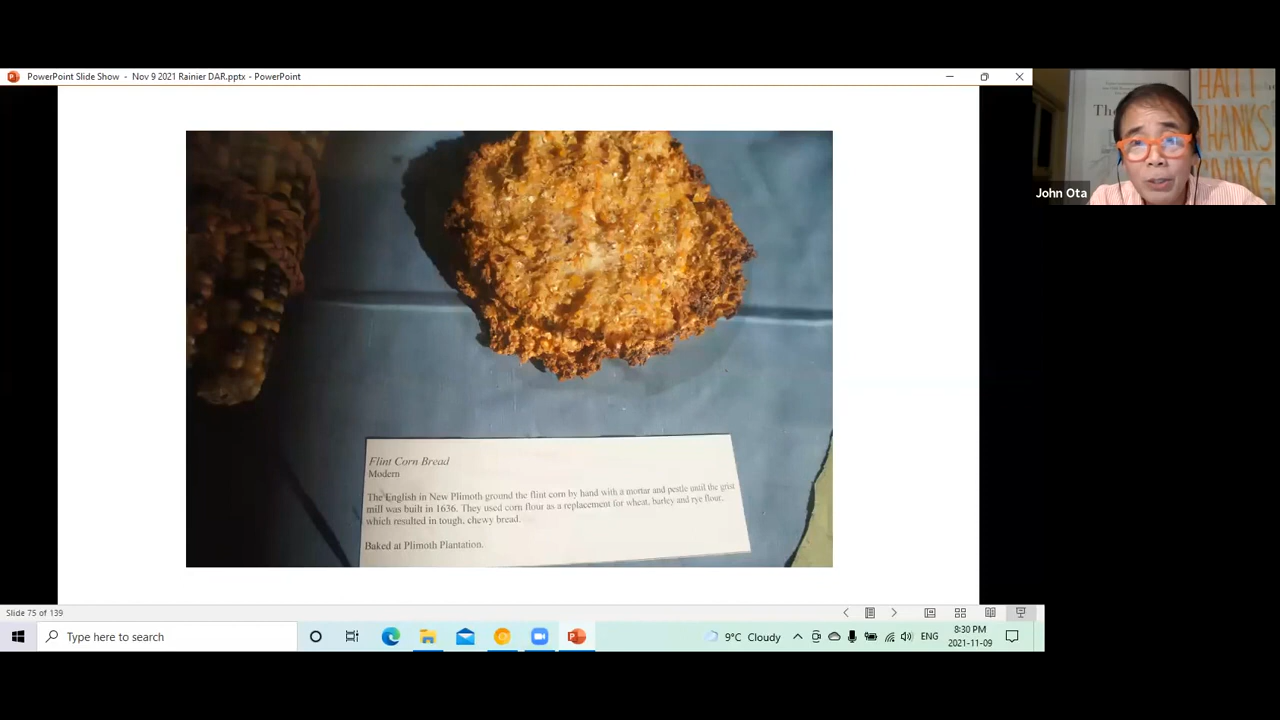 PowerPoint Slide Show - Nov 9 2021 Rainier DAR.pptx - PowerPoint
HAPPY
The
THANKS
John Ota
Flint Corn Bread
Modern
The English in New Plimoth ground the flint corn by hand with a mortar and pestle until the grist
mill was built in 1636. They used corn flour as a replacement for wheat, barley and rye flour,
which resulted in tough, chewy bread.
Baked at Plimoth Plantation.
Slide 75 of 139
Type here to search
9°C Cloudy
ENG
8:30 PM
2021-11-09